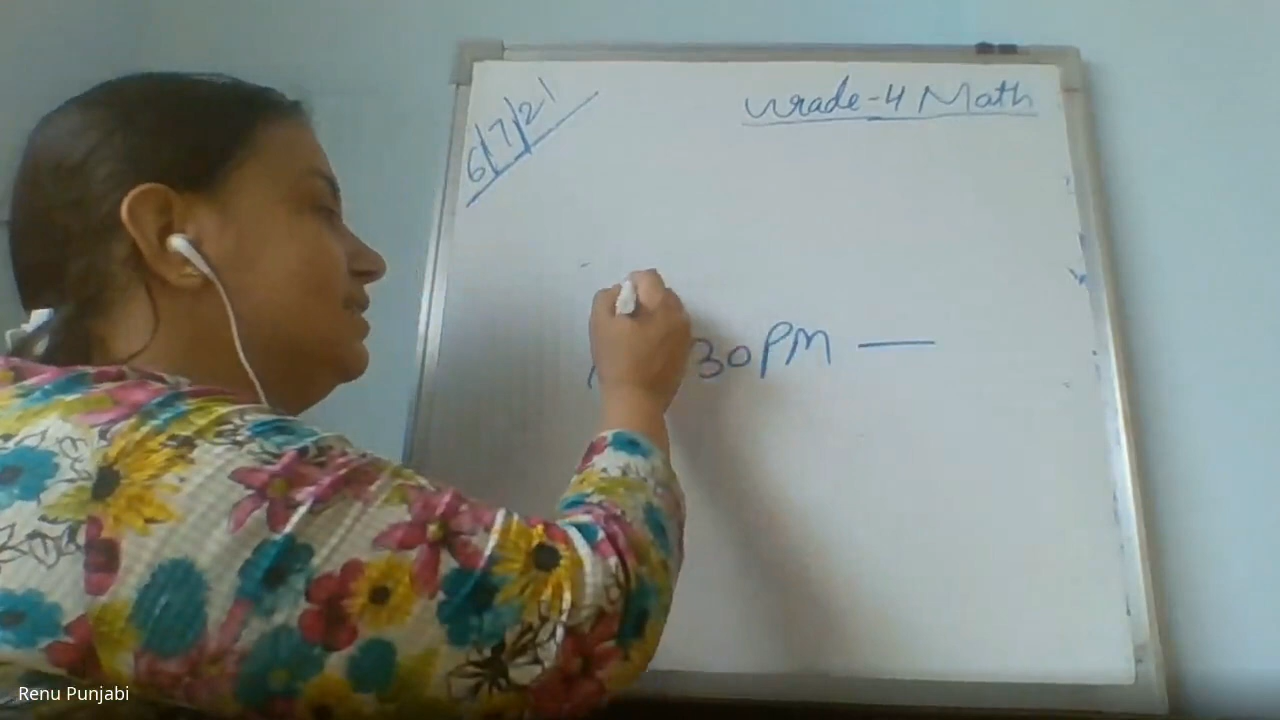 6/7/21
Grade-4 Math
30PM —
Renu Punjabi